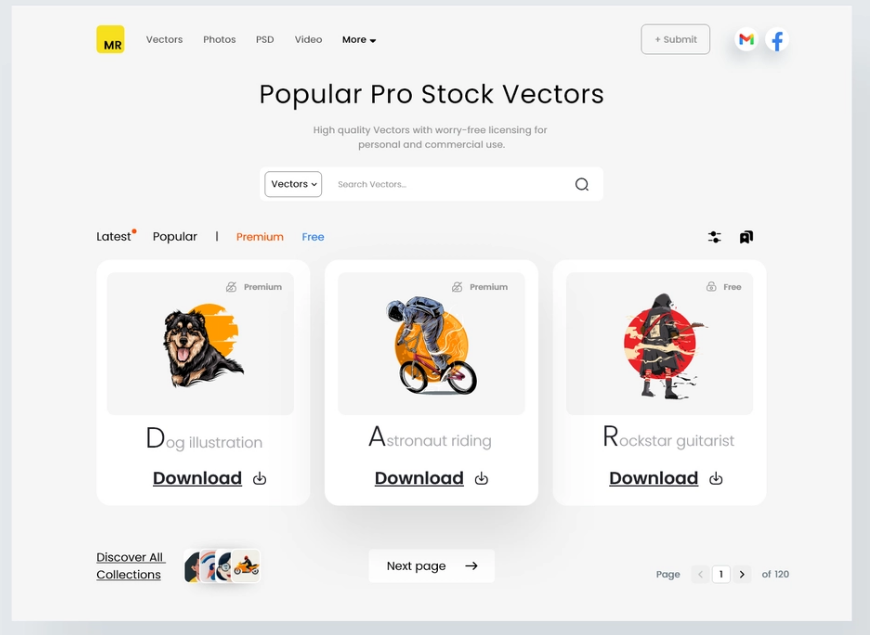 MR Vectors Photos PSD Video More + Submit
Popular Pro Stock Vectors
High quality Vectors with worry-free licensing for
personal and commercial use.
Vectors Search Vectors...
Latest Popular | Premium Free
Premium
Premium
Free
Dog illustration
Astronaut riding
Rockstar guitarist
Download
Download
Download
Discover All
Collections
Next page
Page 1 of 120